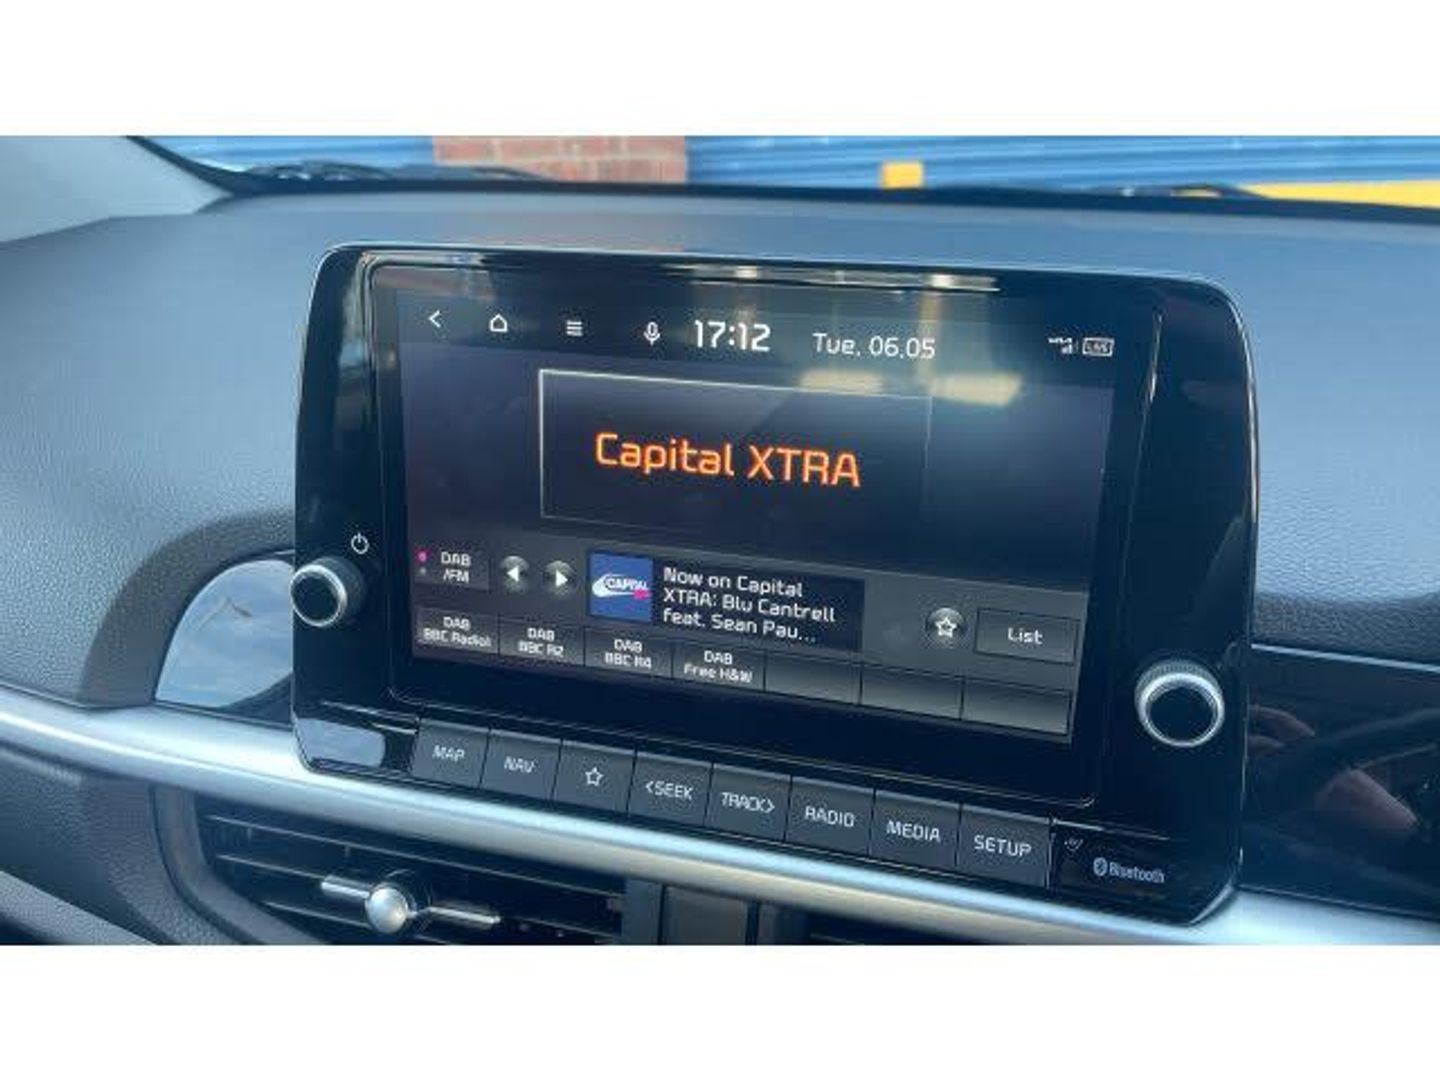 17:12 Tue, 06.05
Capital XTRA
DAB
/FM
CAPITAL
Now on Capital
XTRA: Blu Cantrell
feat. Sean Pau...
List
DAB
BBC Radio1
DAB
BBC R2
DAB
BBC R4
DAB
Free H&W
MAP NAV <SEEK TRACK> RADIO MEDIA SETUP
Bluetooth